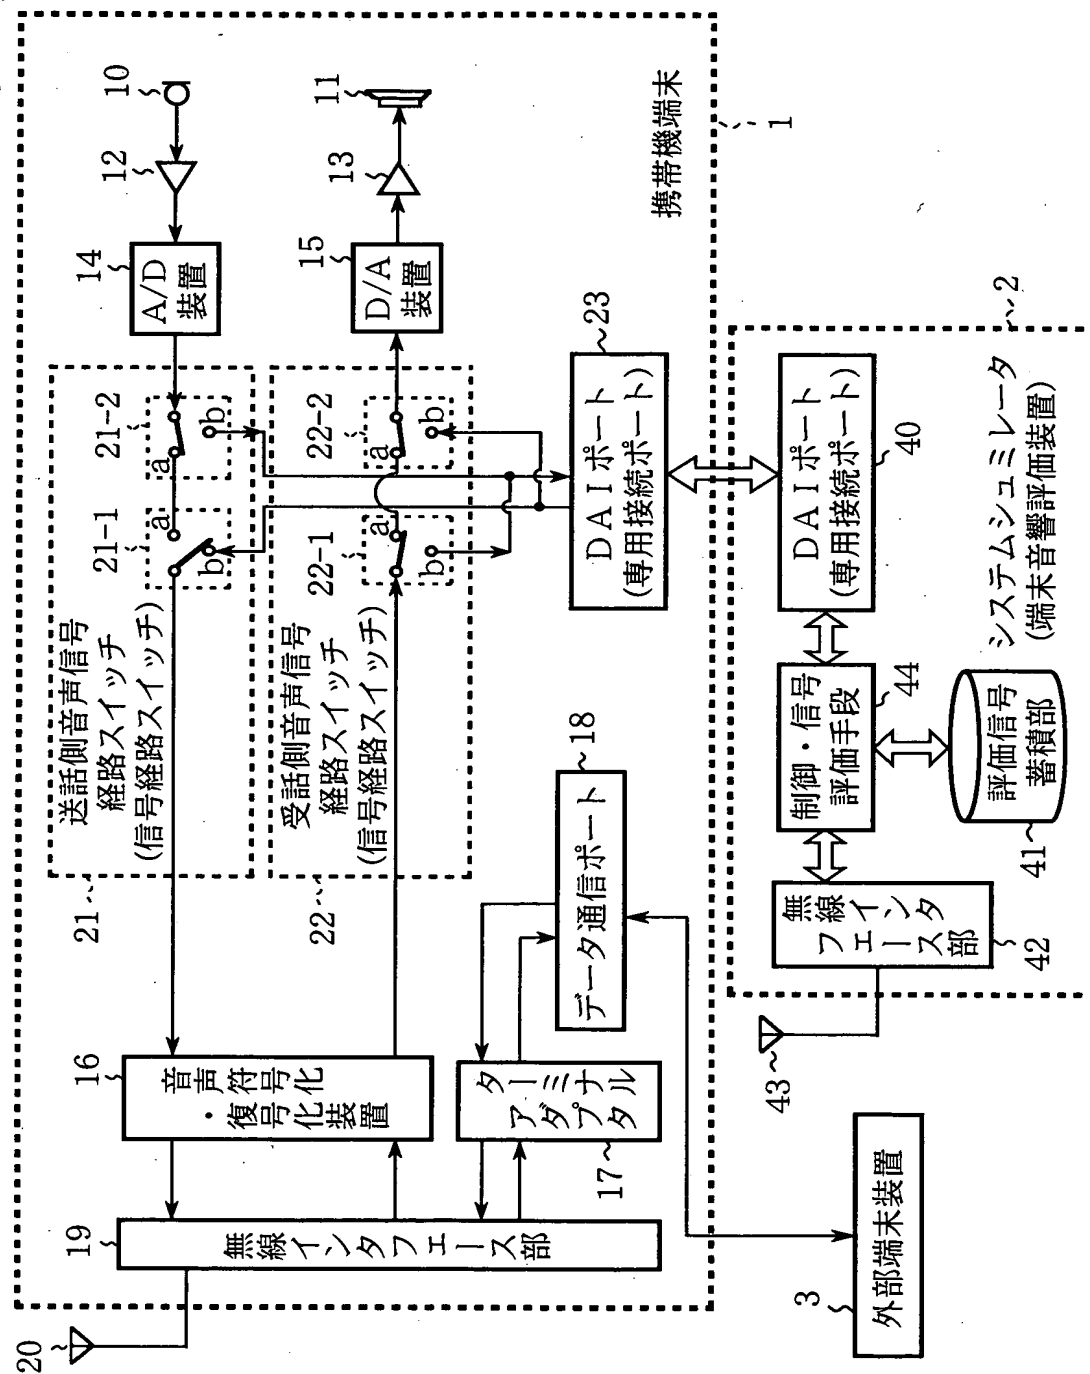 20
19
無線インタフェース部
16
音声符号化
・復号化装置
17
ターミナル
アダプタ
18
データ通信ポート
21
送話側音声信号
経路スイッチ
(信号経路スイッチ)
21-1
a
b
21-2
a
b
22
受話側音声信号
経路スイッチ
(信号経路スイッチ)
22-1
a
b
22-2
a
b
14
A/D
装置
12
10
15
D/A
装置
13
11
23
DAIポート
(専用接続ポート)
携帯機端末
1
3
外部端末装置
43
42
無線インタ
フェース部
44
制御・信号
評価手段
41
評価信号
蓄積部
40
DAIポート
(専用接続ポート)
システムシュミレータ
(端末音響評価装置)
2